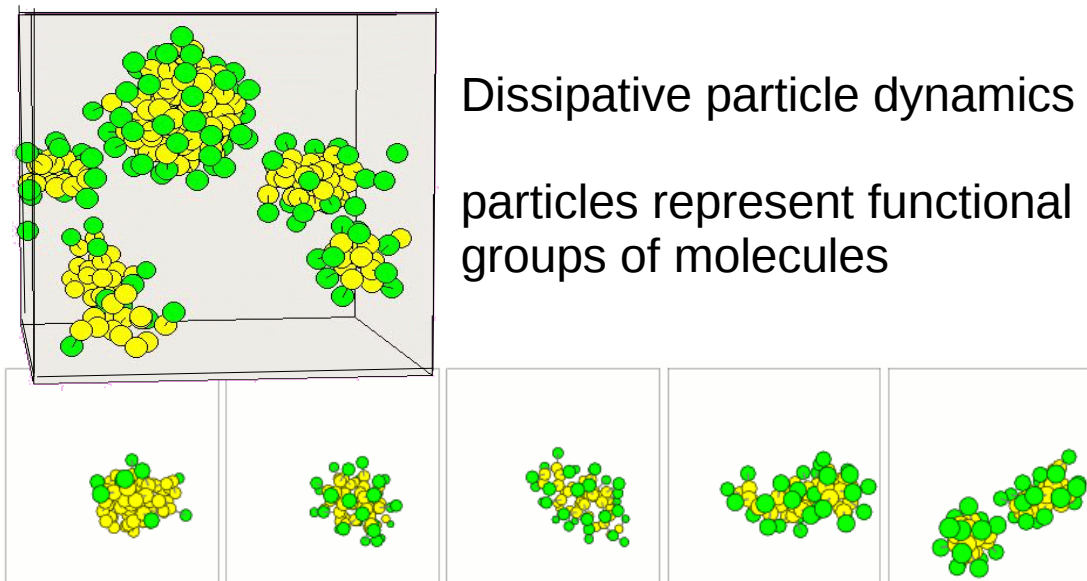 Dissipative particle dynamics
particles represent functional
groups of molecules